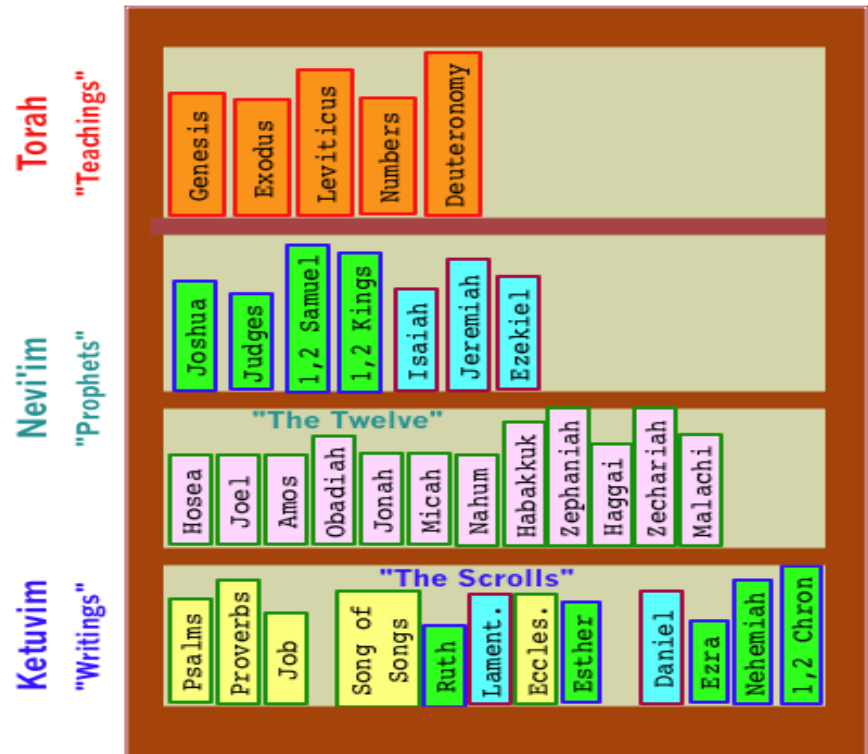 Torah
"Teachings"
Genesis
Exodus
Leviticus
Numbers
Deuteronomy
Nevi'im
"Prophets"
Joshua
Judges
1,2 Samuel
1,2 Kings
Isaiah
Jeremiah
Ezekiel
"The Twelve"
Hosea
Joel
Amos
Obadiah
Jonah
Micah
Nahum
Habakkuk
Zephaniah
Haggai
Zechariah
Malachi
Ketuvim
"Writings"
"The Scrolls"
Psalms
Proverbs
Job
Song of
Songs
Ruth
Lament.
Eccles.
Esther
Daniel
Ezra
Nehemiah
1,2 Chron